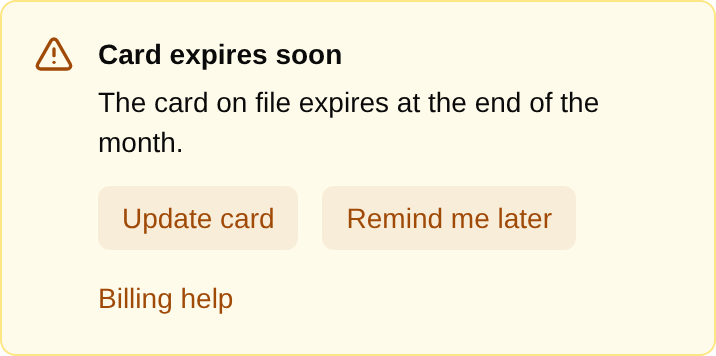 Card expires soon
The card on file expires at the end of the
month.
Update card
Remind me later
Billing help